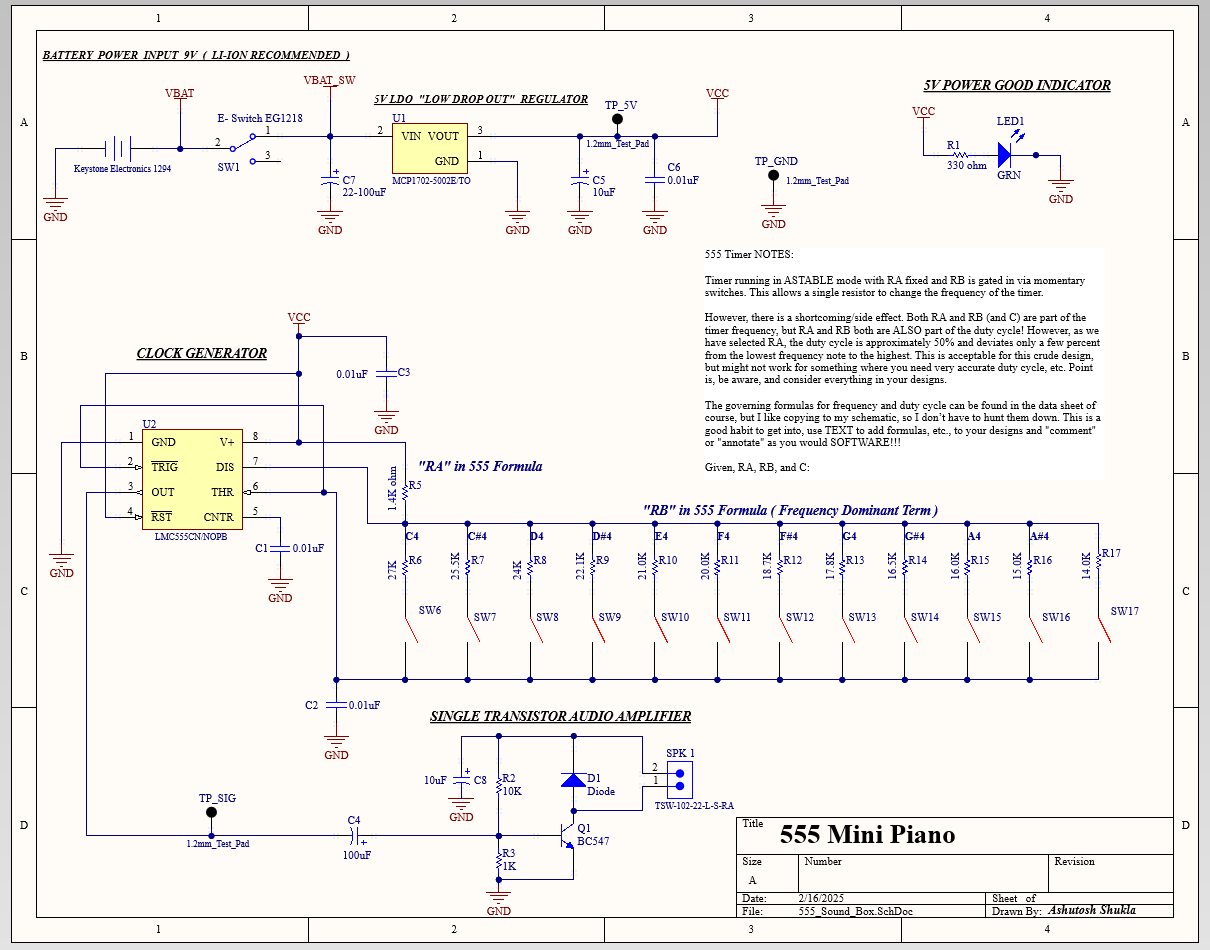 1 2 3 4
BATTERY POWER INPUT 9V ( LI-ION RECOMMENDED )
VBAT_SW
5V POWER GOOD INDICATOR
VBAT
5V LDO "LOW DROP OUT" REGULATOR
VCC
TP_5V
VCC
E- Switch EG1218
U1
LED1
A
A
1
2
VIN VOUT
3
1.2mm_Test_Pad
2
R1
330 ohm
3
GND
1
TP_GND
Keystone Electronics 1294
SW1
C7
22-100uF
MCP1702-5002E/TO
C5
10uF
C6
0.01uF
1.2mm_Test_Pad
GRN
GND
GND
GND
GND
GND
GND
GND
555 Timer NOTES:
Timer running in ASTABLE mode with RA fixed and RB is gated in via momentary
switches. This allows a single resistor to change the frequency of the timer.
However, there is a shortcoming/side effect. Both RA and RB (and C) are part of the
timer frequency, but RA and RB both are ALSO part of the duty cycle! However, as we
have selected RA, the duty cycle is approximately 50% and deviates only a few percent
from the lowest frequency note to the highest. This is acceptable for this crude design,
but might not work for something where you need very accurate duty cycle, etc. Point
is, be aware, and consider everything in your designs.
The governing formulas for frequency and duty cycle can be found in the data sheet of
course, but I like copying to my schematic, so I don't have to hunt them down. This is a
good habit to get into, use TEXT to add formulas, etc., to your designs and "comment"
or "annotate" as you would SOFTWARE!!!
Given, RA, RB, and C:
VCC
B
B
CLOCK GENERATOR
0.01uF
C3
GND
U2
1
GND
V+
8
2
TRIG
DIS
7
3
OUT
THR
6
4
RST
CNTR
5
LMC555CN/NOPB
"RA" in 555 Formula
1.4K ohm
R5
C1
0.01uF
GND
GND
"RB" in 555 Formula ( Frequency Dominant Term )
C4 C#4 D4 D#4 E4 F4 F#4 G4 G#4 A4 A#4
27K R6 25.5K R7 24K R8 22.1K R9 21.0K R10 20.0K R11 18.7K R12 17.8K R13 16.5K R14 16.0K R15 15.0K R16 14.0K R17
C
C
SW6 SW7 SW8 SW9 SW10 SW11 SW12 SW13 SW14 SW15 SW16 SW17
C2
0.01uF
GND
SINGLE TRANSISTOR AUDIO AMPLIFIER
SPK 1
2
1
TSW-102-22-L-S-RA
10uF
C8
GND
R2
10K
D1
Diode
TP_SIG
1.2mm_Test_Pad
C4
100uF
Q1
BC547
R3
1K
GND
D
D
Title
555 Mini Piano
Size
A
Number
Revision
Date: 2/16/2025
Sheet of
File: 555_Sound_Box.SchDoc
Drawn By: Ashutosh Shukla
1 2 3 4